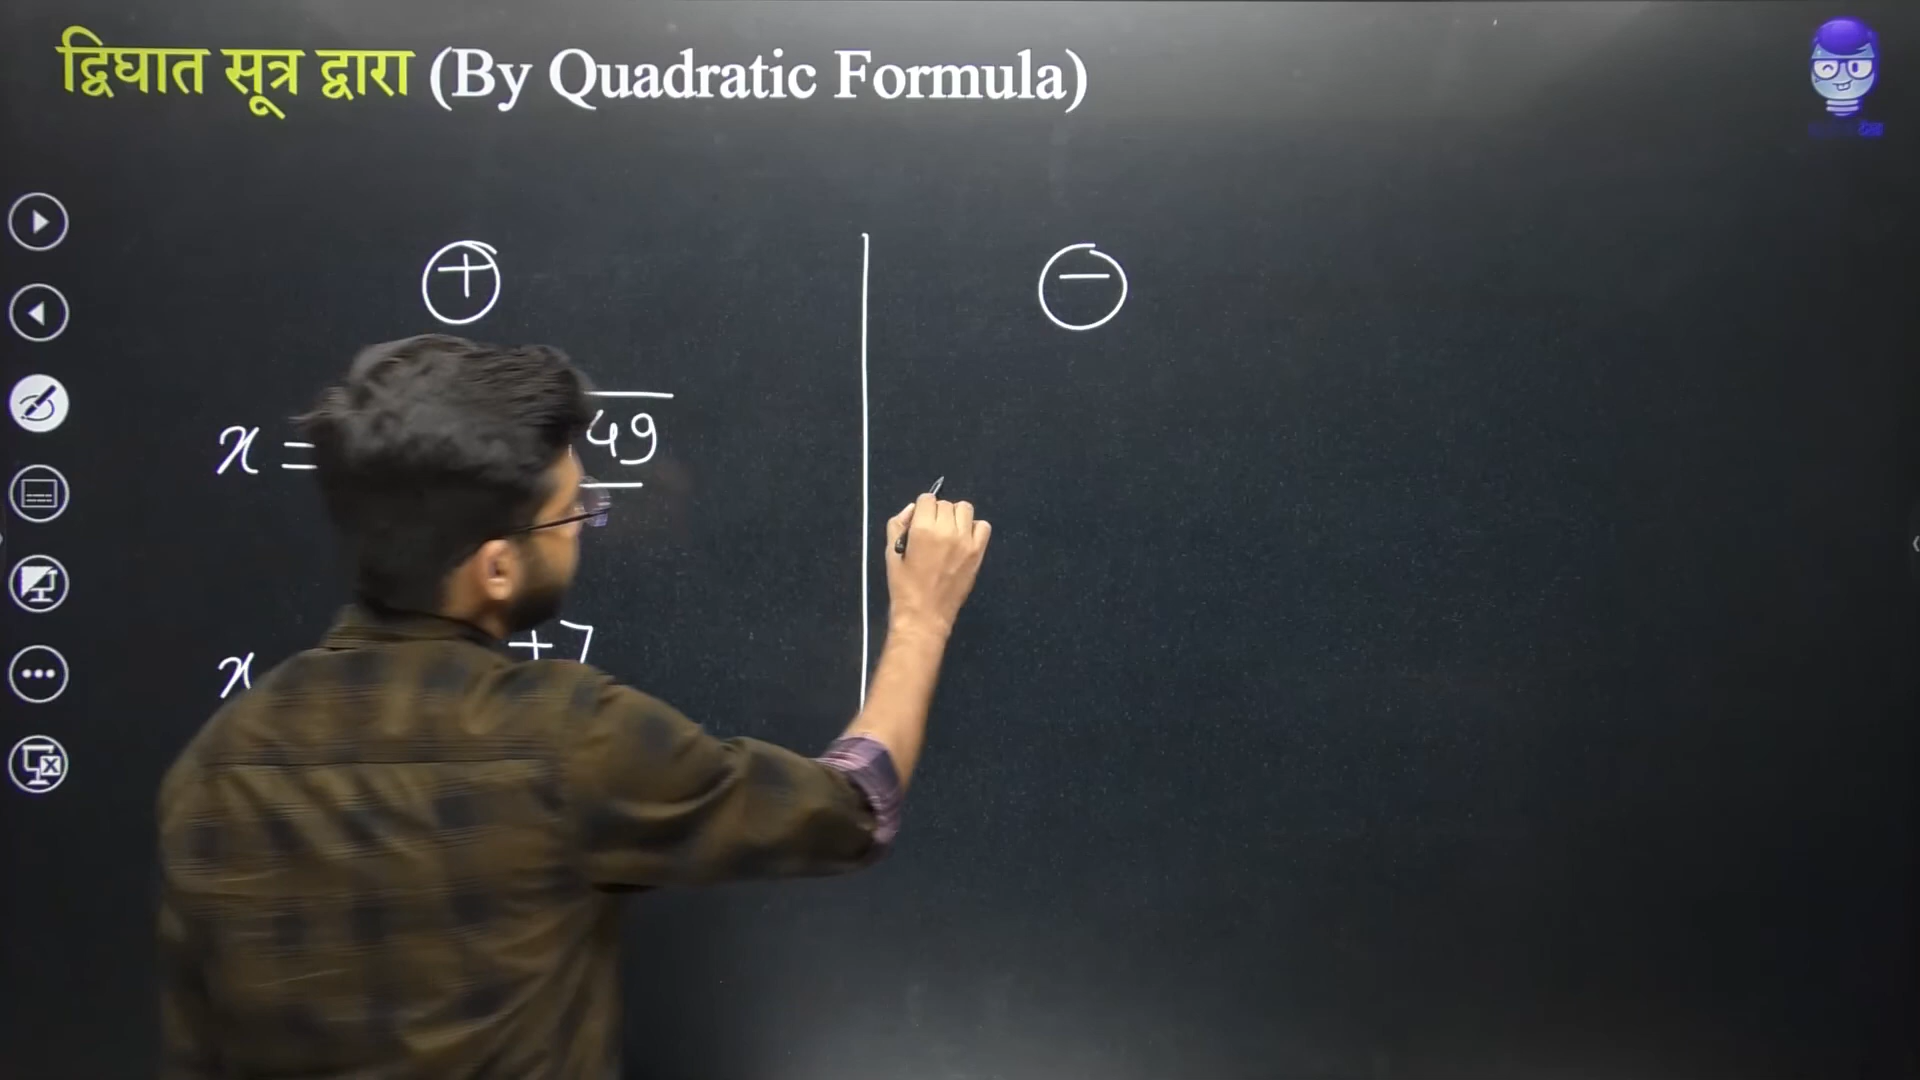 द्विघात सूत्र द्वारा (By Quadratic Formula)
+
−
x = 49
x +7